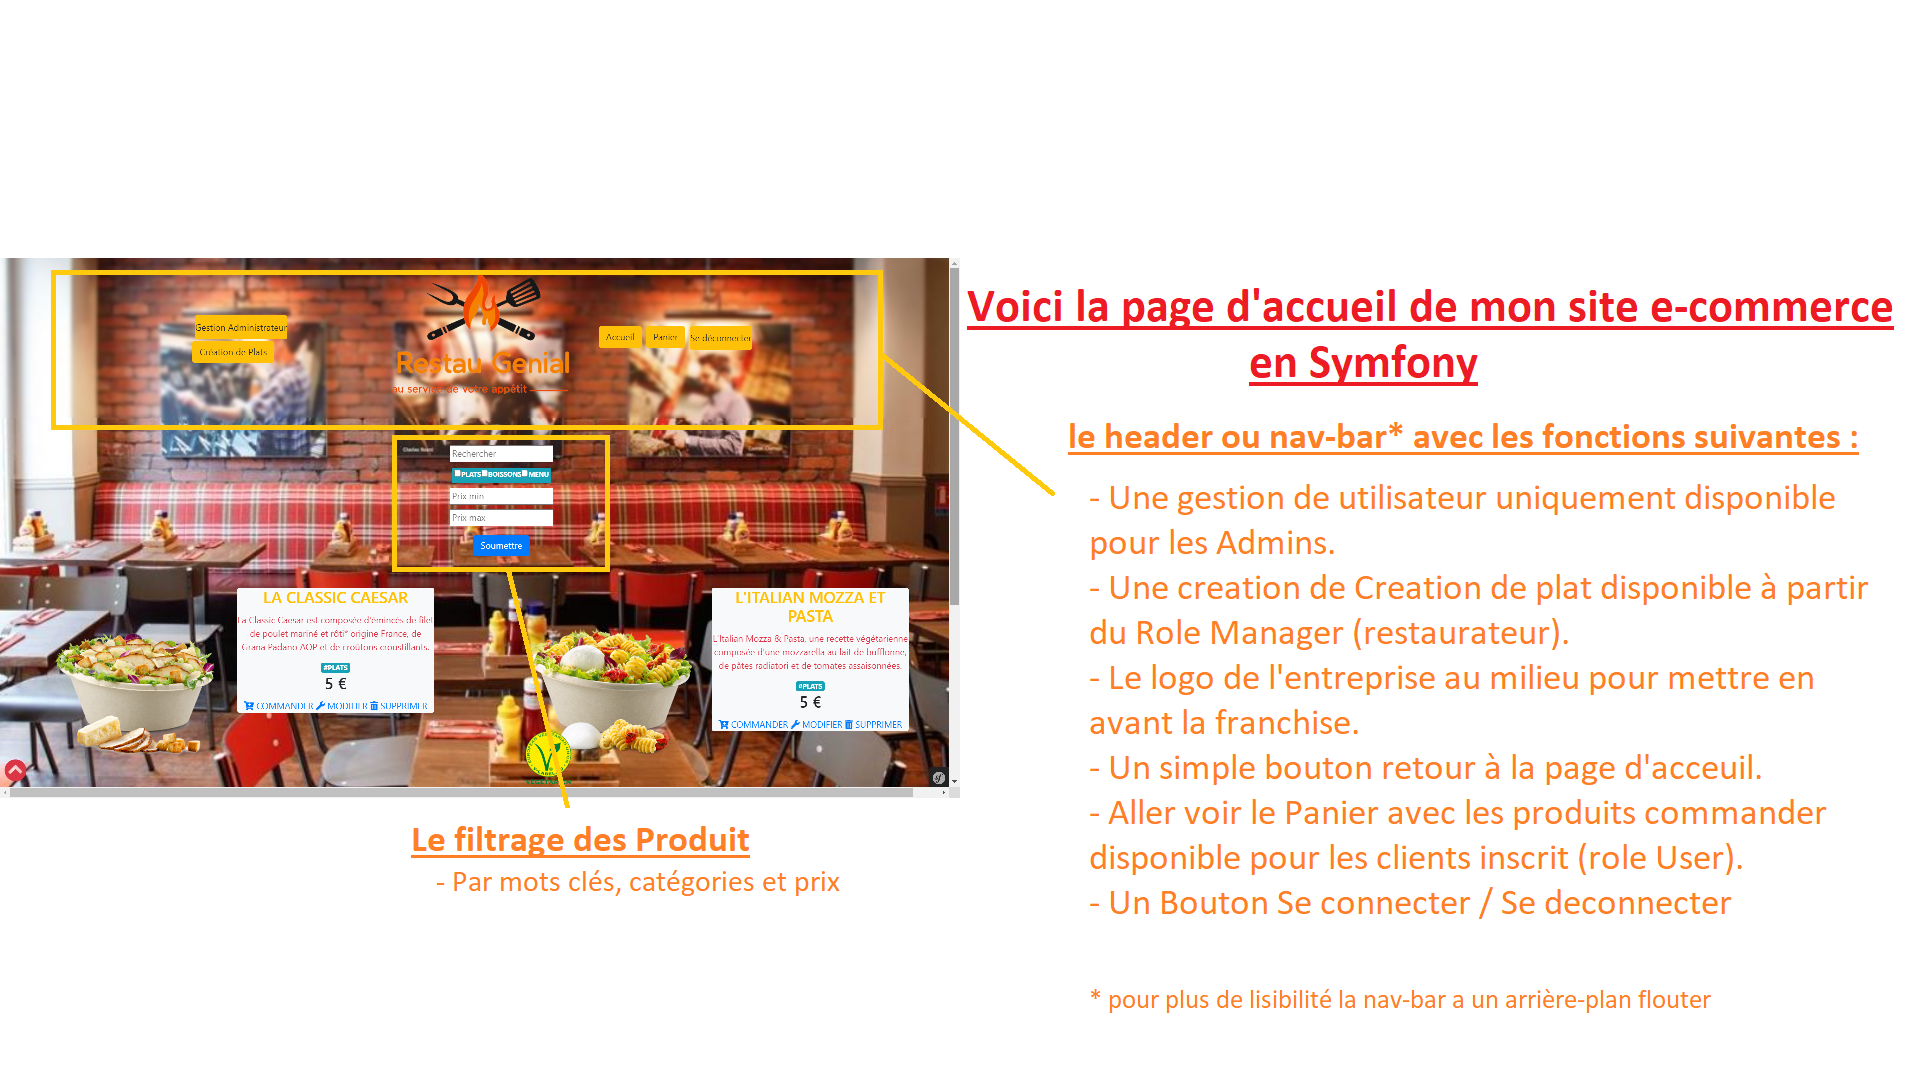 Gestion Administrateur
Création de Plats
Restau Genial
au service de votre appétit
Accueil
Panier
Se déconnecter
Rechercher
PLATS BOISSONS MENU
Prix min
Prix max
Soumettre
LA CLASSIC CAESAR
La Classic Caesar est composée d'émincés de filet
de poulet mariné et rôti* origine France, de
Grana Padano AOP et de croûtons croustillants.
#PLATS
5 €
COMMANDER MODIFIER SUPPRIMER
L'ITALIAN MOZZA ET
PASTA
L'Italian Mozza & Pasta, une recette végétarienne
composée d'une mozzarella au lait de bufflonne,
de pâtes radiatori et de tomates assaisonnées.
#PLATS
5 €
COMMANDER MODIFIER SUPPRIMER
Le filtrage des Produit
- Par mots clés, catégories et prix
Voici la page d'accueil de mon site e-commerce
en Symfony
le header ou nav-bar* avec les fonctions suivantes :
- Une gestion de utilisateur uniquement disponible
pour les Admins.
- Une creation de Creation de plat disponible à partir
du Role Manager (restaurateur).
- Le logo de l'entreprise au milieu pour mettre en
avant la franchise.
- Un simple bouton retour à la page d'acceuil.
- Aller voir le Panier avec les produits commander
disponible pour les clients inscrit (role User).
- Un Bouton Se connecter / Se deconnecter
* pour plus de lisibilité la nav-bar a un arrière-plan flouter